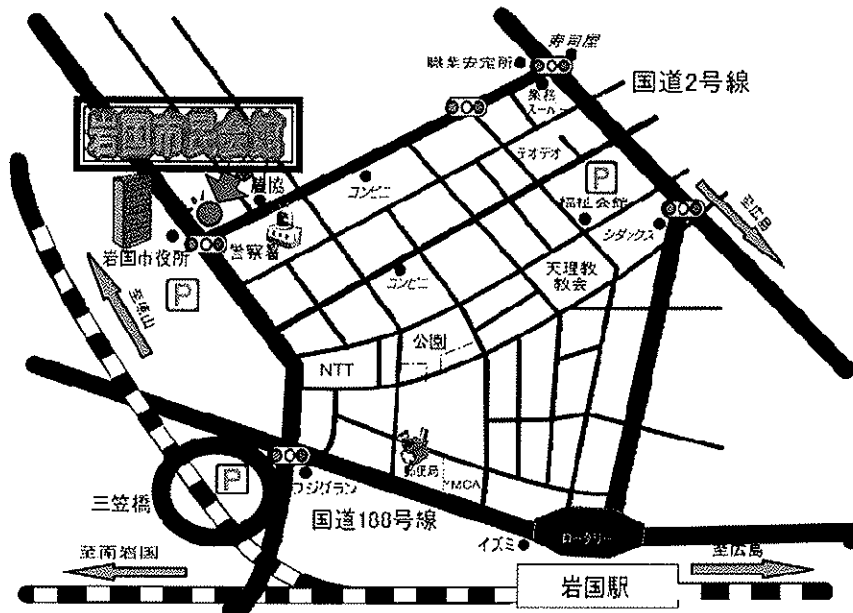 寿司屋
職業安定所
業務
スーパー
国道2号線
岩国市民会館
デオデオ
P
農協
コンビニ
福祉会館
至広島
シダックス
岩国市役所
警察署
天理教
教会
コンビニ
P
公園
NTT
郵便局
YMCA
P
フジグラン
三笠橋
国道188号線
ロータリー
イズミ
至南岩国
至広島
岩国駅